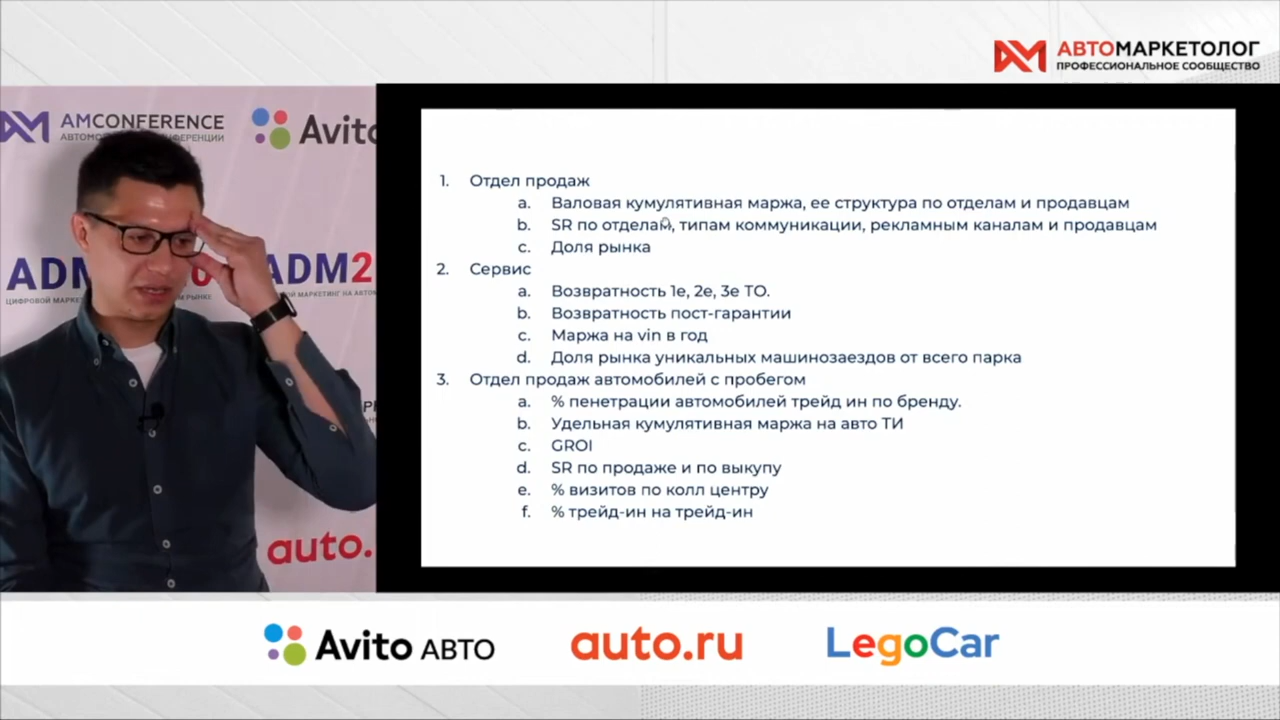 АВТОМАРКЕТОЛОГ
ПРОФЕССИОНАЛЬНОЕ СООБЩЕСТВО
AMCONFERENCE
Avito
ADM
ADM2
auto.
1. Отдел продаж
a. Валовая кумулятивная маржа, ее структура по отделам и продавцам
b. SR по отделам, типам коммуникации, рекламным каналам и продавцам
c. Доля рынка
2. Сервис
a. Возвратность 1е, 2е, 3е ТО.
b. Возвратность пост-гарантии
c. Маржа на vin в год
d. Доля рынка уникальных машинозаездов от всего парка
3. Отдел продаж автомобилей с пробегом
a. % пенетрации автомобилей трейд ин по бренду.
b. Удельная кумулятивная маржа на авто ТИ
c. GROI
d. SR по продаже и по выкупу
e. % визитов по колл центру
f. % трейд-ин на трейд-ин
Avito АВТО
auto.ru
LegoCar